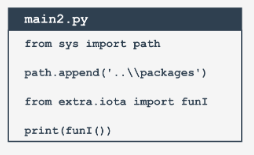 main2.py
from sys import path
path.append('..\\packages')
from extra.iota import funI
print(funI())